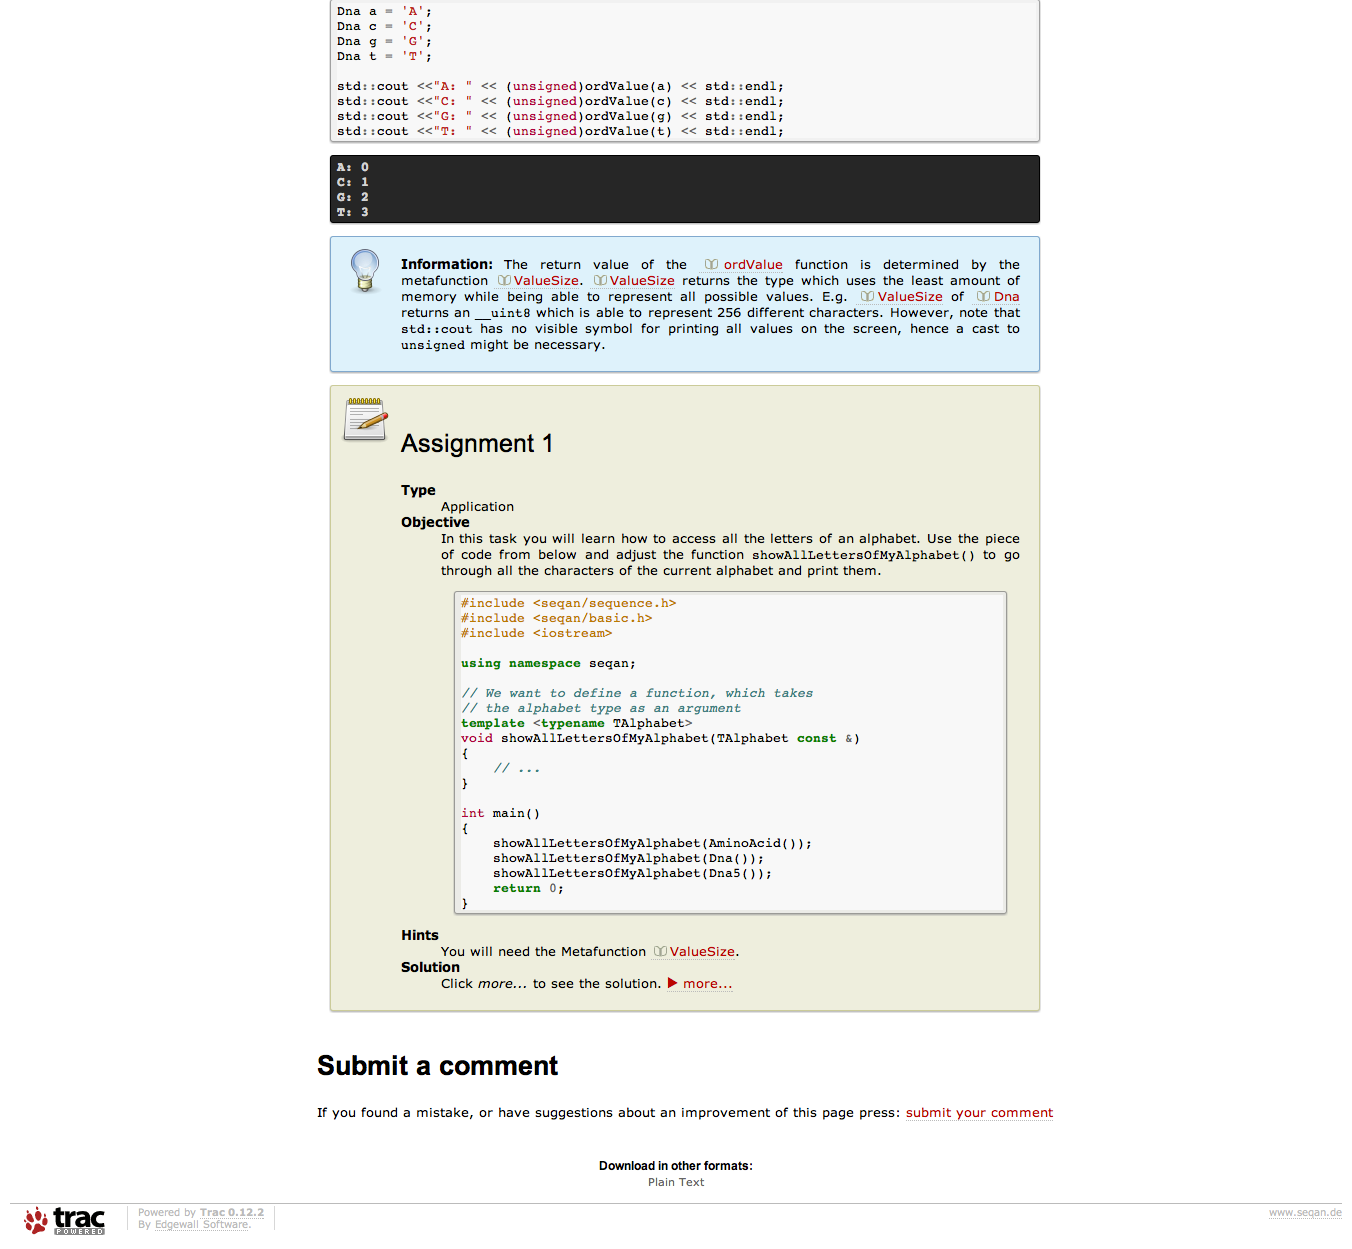 Dna a = 'A';
Dna c = 'C';
Dna g = 'G';
Dna t = 'T';
std::cout <<"A: " << (unsigned)ordValue(a) << std::endl;
std::cout <<"C: " << (unsigned)ordValue(c) << std::endl;
std::cout <<"G: " << (unsigned)ordValue(g) << std::endl;
std::cout <<"T: " << (unsigned)ordValue(t) << std::endl;
A: 0
C: 1
G: 2
T: 3
Information: The return value of the ordValue function is determined by the
metafunction ValueSize. ValueSize returns the type which uses the least amount of
memory while being able to represent all possible values. E.g. ValueSize of Dna
returns an __uint8 which is able to represent 256 different characters. However, note that
std::cout has no visible symbol for printing all values on the screen, hence a cast to
unsigned might be necessary.
Assignment 1
Type
Application
Objective
In this task you will learn how to access all the letters of an alphabet. Use the piece
of code from below and adjust the function showAllLettersOfMyAlphabet() to go
through all the characters of the current alphabet and print them.
#include <seqan/sequence.h>
#include <seqan/basic.h>
#include <iostream>
using namespace seqan;
// We want to define a function, which takes
// the alphabet type as an argument
template <typename TAlphabet>
void showAllLettersOfMyAlphabet(TAlphabet const &)
{
// ...
}
int main()
{
showAllLettersOfMyAlphabet(AminoAcid());
showAllLettersOfMyAlphabet(Dna());
showAllLettersOfMyAlphabet(Dna5());
return 0;
}
Hints
You will need the Metafunction ValueSize.
Solution
Click more... to see the solution. more...
Submit a comment
If you found a mistake, or have suggestions about an improvement of this page press: submit your comment
Download in other formats:
Plain Text
trac POWERED
Powered by Trac 0.12.2
By Edgewall Software.
www.seqan.de